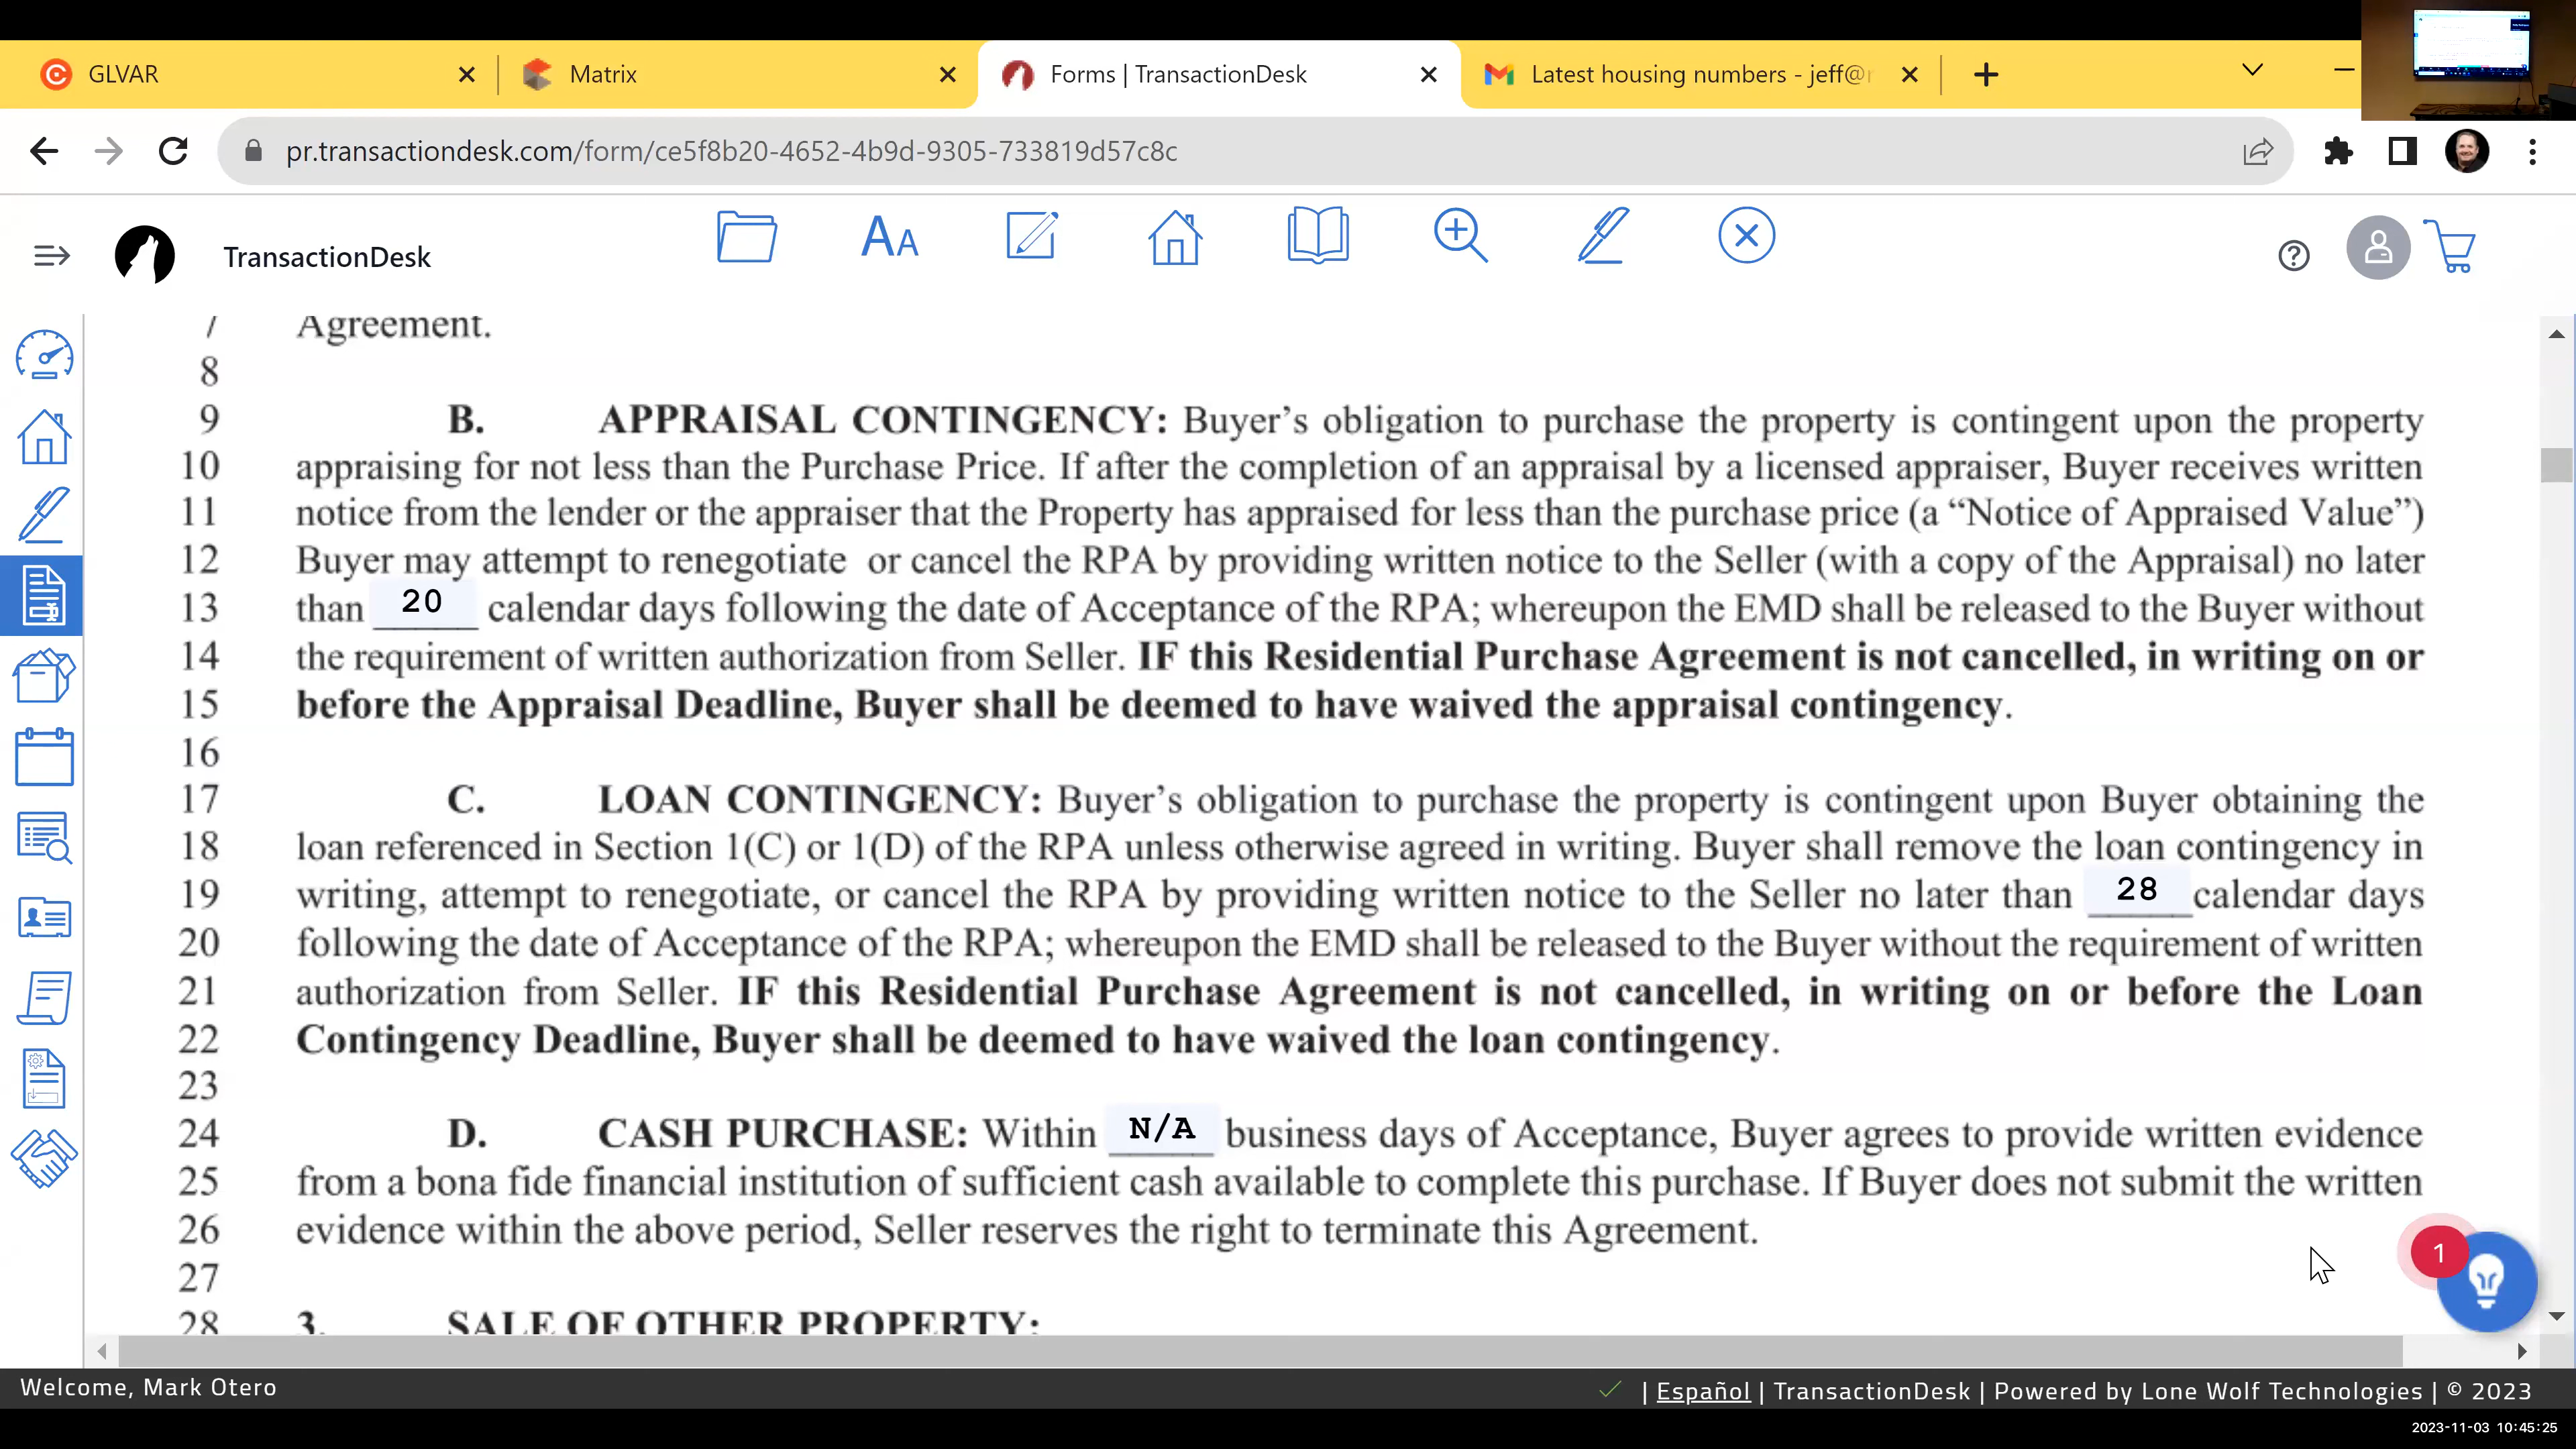 GLVAR
Matrix
Forms | TransactionDesk
Latest housing numbers - jeff@
pr.transactiondesk.com/form/ce5f8b20-4652-4b9d-9305-733819d57c8c
TransactionDesk
7 Agreement.
8
9 B. APPRAISAL CONTINGENCY: Buyer’s obligation to purchase the property is contingent upon the property
10 appraising for not less than the Purchase Price. If after the completion of an appraisal by a licensed appraiser, Buyer receives written
11 notice from the lender or the appraiser that the Property has appraised for less than the purchase price (a “Notice of Appraised Value”)
12 Buyer may attempt to renegotiate or cancel the RPA by providing written notice to the Seller (with a copy of the Appraisal) no later
13 than 20 calendar days following the date of Acceptance of the RPA; whereupon the EMD shall be released to the Buyer without
14 the requirement of written authorization from Seller. IF this Residential Purchase Agreement is not cancelled, in writing on or
15 before the Appraisal Deadline, Buyer shall be deemed to have waived the appraisal contingency.
16
17 C. LOAN CONTINGENCY: Buyer’s obligation to purchase the property is contingent upon Buyer obtaining the
18 loan referenced in Section 1(C) or 1(D) of the RPA unless otherwise agreed in writing. Buyer shall remove the loan contingency in
19 writing, attempt to renegotiate, or cancel the RPA by providing written notice to the Seller no later than 28 calendar days
20 following the date of Acceptance of the RPA; whereupon the EMD shall be released to the Buyer without the requirement of written
21 authorization from Seller. IF this Residential Purchase Agreement is not cancelled, in writing on or before the Loan
22 Contingency Deadline, Buyer shall be deemed to have waived the loan contingency.
23
24 D. CASH PURCHASE: Within N/A business days of Acceptance, Buyer agrees to provide written evidence
25 from a bona fide financial institution of sufficient cash available to complete this purchase. If Buyer does not submit the written
26 evidence within the above period, Seller reserves the right to terminate this Agreement.
27
28 3. SALE OF OTHER PROPERTY:
1
Welcome, Mark Otero
| Español | TransactionDesk | Powered by Lone Wolf Technologies | © 2023
2023-11-03 10:45:25